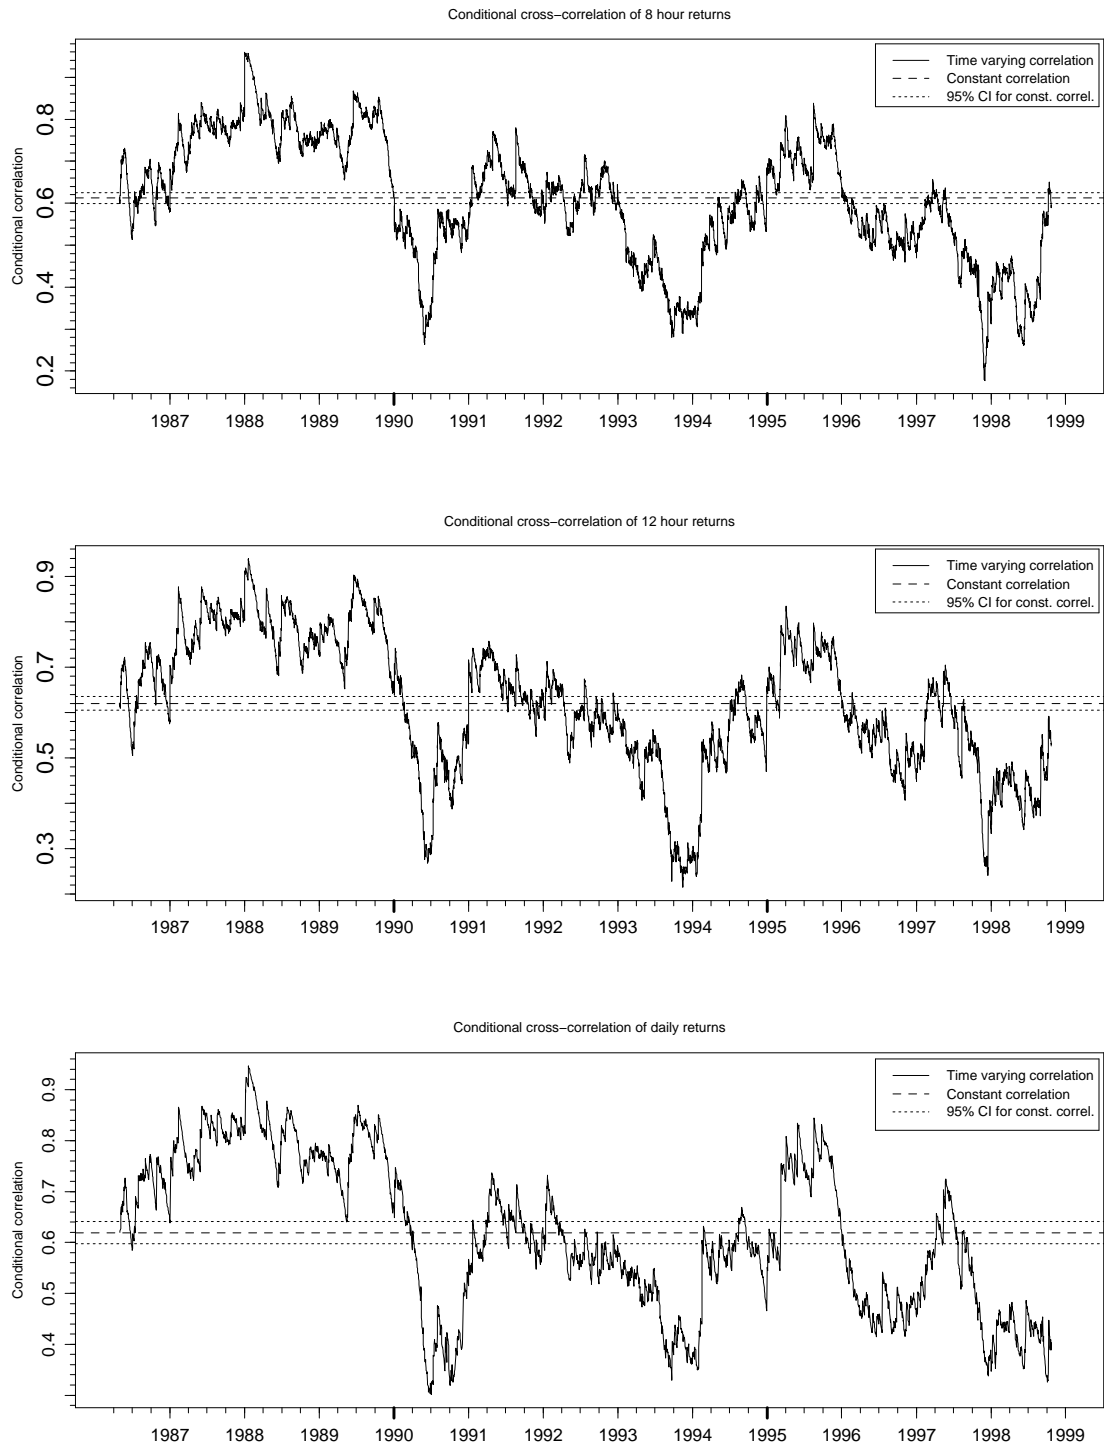 Conditional cross−correlation of 8 hour returns
Time varying correlation
Constant correlation
95% CI for const. correl.
Conditional correlation
0.8
0.6
0.4
0.2
1987 1988 1989 1990 1991 1992 1993 1994 1995 1996 1997 1998 1999
Conditional cross−correlation of 12 hour returns
Time varying correlation
Constant correlation
95% CI for const. correl.
Conditional correlation
0.9
0.7
0.5
0.3
1987 1988 1989 1990 1991 1992 1993 1994 1995 1996 1997 1998 1999
Conditional cross−correlation of daily returns
Time varying correlation
Constant correlation
95% CI for const. correl.
Conditional correlation
0.9
0.8
0.7
0.6
0.5
0.4
1987 1988 1989 1990 1991 1992 1993 1994 1995 1996 1997 1998 1999